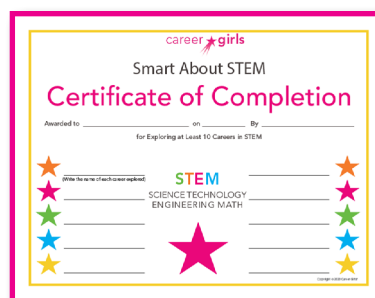 career girls
Smart About STEM
Certificate of Completion
Awarded to on By
for Exploring at Least 10 Careers in STEM
(Write the name of each career explored)
STEM
SCIENCE TECHNOLOGY
ENGINEERING MATH